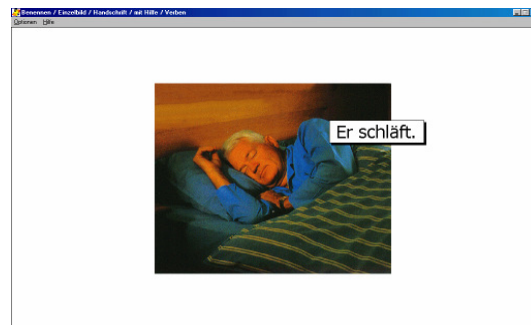 Benennen / Einzelbild / Handschrift / mit Hilfe / Verben
Optionen Hilfe
Er schläft.